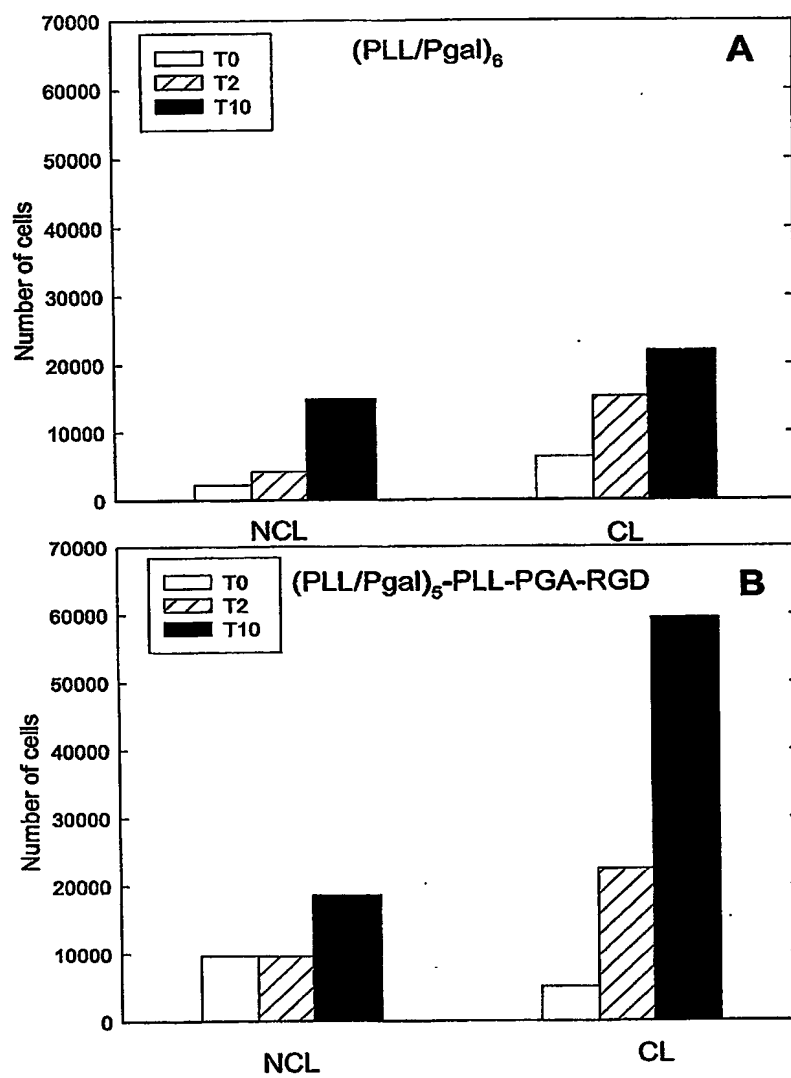 70000
60000
50000
40000
30000
20000
10000
0
Number of cells
T0
T2
T10
(PLL/Pgal)₆
A
NCL
CL
70000
60000
50000
40000
30000
20000
10000
0
Number of cells
T0
T2
T10
(PLL/Pgal)₅-PLL-PGA-RGD
B
NCL
CL